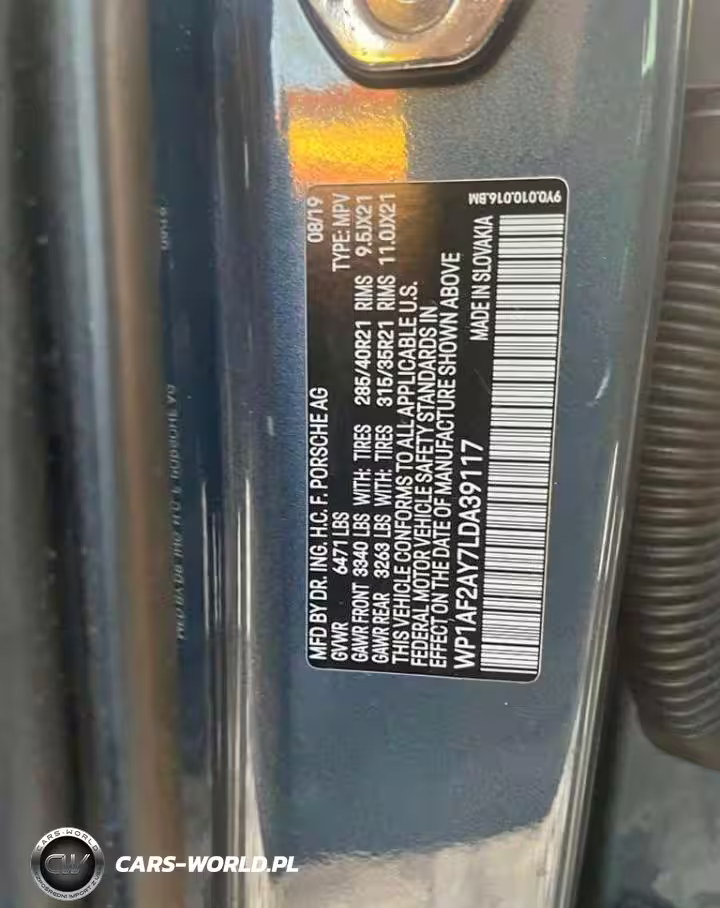 MFD BY DR. ING. H.C. F. PORSCHE AG 08/19
GVWR 6471 LBS TYPE: MPV
GAWR FRONT 3340 LBS WITH: TIRES 285/40R21 RIMS 9.5JX21
GAWR REAR 3263 LBS WITH: TIRES 315/35R21 RIMS 11.0JX21
THIS VEHICLE CONFORMS TO ALL APPLICABLE U.S.
FEDERAL MOTOR VEHICLE SAFETY STANDARDS IN
EFFECT ON THE DATE OF MANUFACTURE SHOWN ABOVE
WP1AF2AY7LDA39117 MADE IN SLOVAKIA
9Y0.010.016.BM
CARS-WORLD
CW
CARS-WORLD.PL